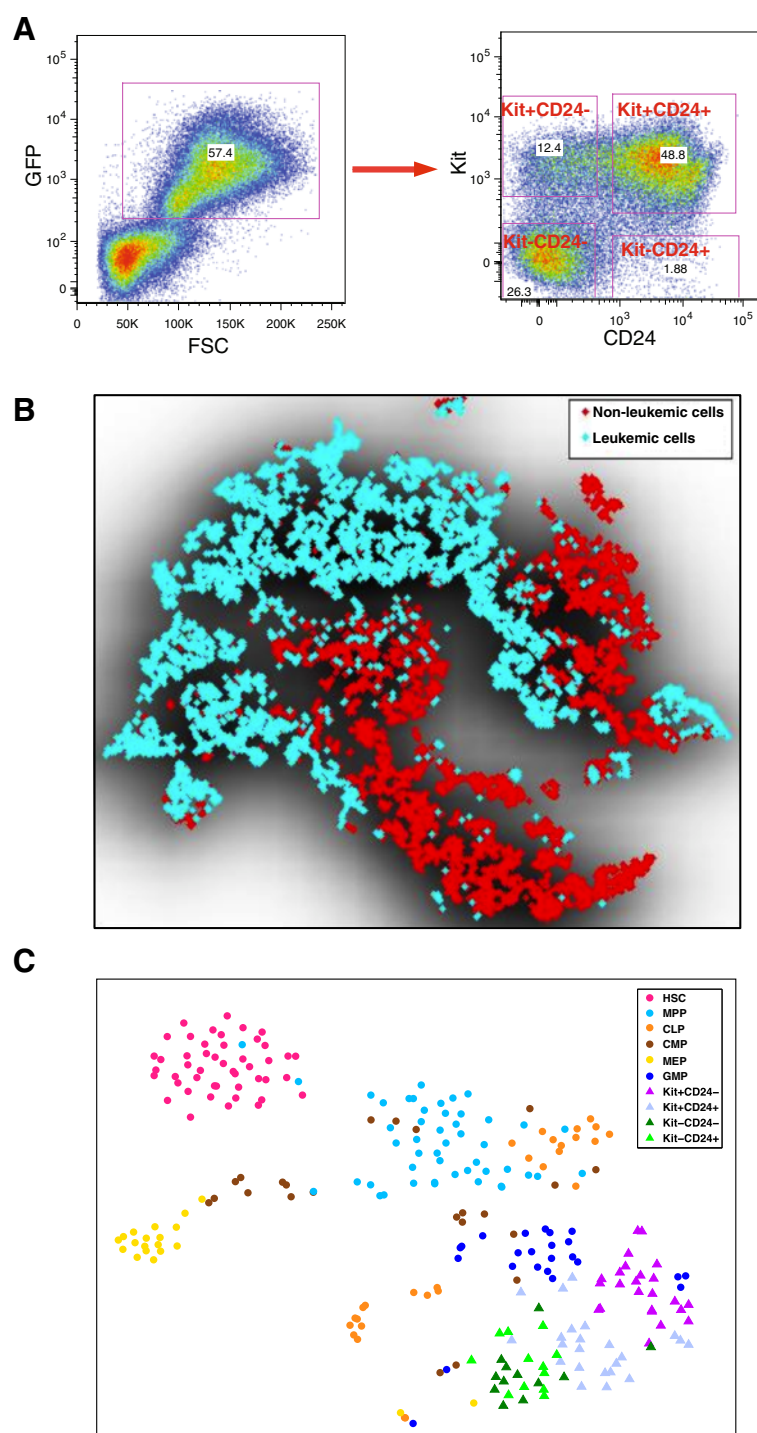 A
GFP
10^5
10^4
10^3
10^2
0
57.4
0 50K 100K 150K 200K 250K
FSC
Kit
10^5
10^4
10^3
0
Kit+CD24- Kit+CD24+
12.4 48.8
Kit-CD24- Kit-CD24+
1.88
26.3
0 10^3 10^4 10^5
CD24
B
Non-leukemic cells
Leukemic cells
C
HSC
MPP
CLP
CMP
MEP
GMP
Kit+CD24−
Kit+CD24+
Kit−CD24−
Kit−CD24+